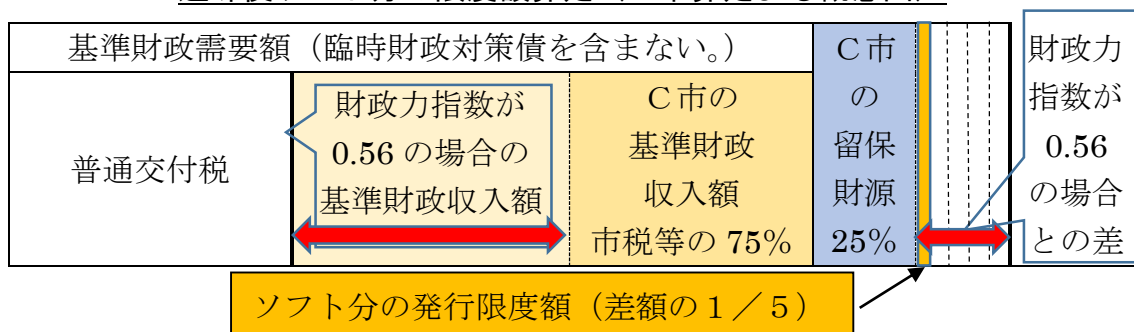 基準財政需要額（臨時財政対策債を含まない。）
普通交付税
財政力指数が
0.56 の場合の
基準財政収入額
Ｃ市の
基準財政
収入額
市税等の 75%
Ｃ市
の
留保
財源
25%
財政力
指数が
0.56
の場合
との差
ソフト分の発行限度額（差額の１／５）